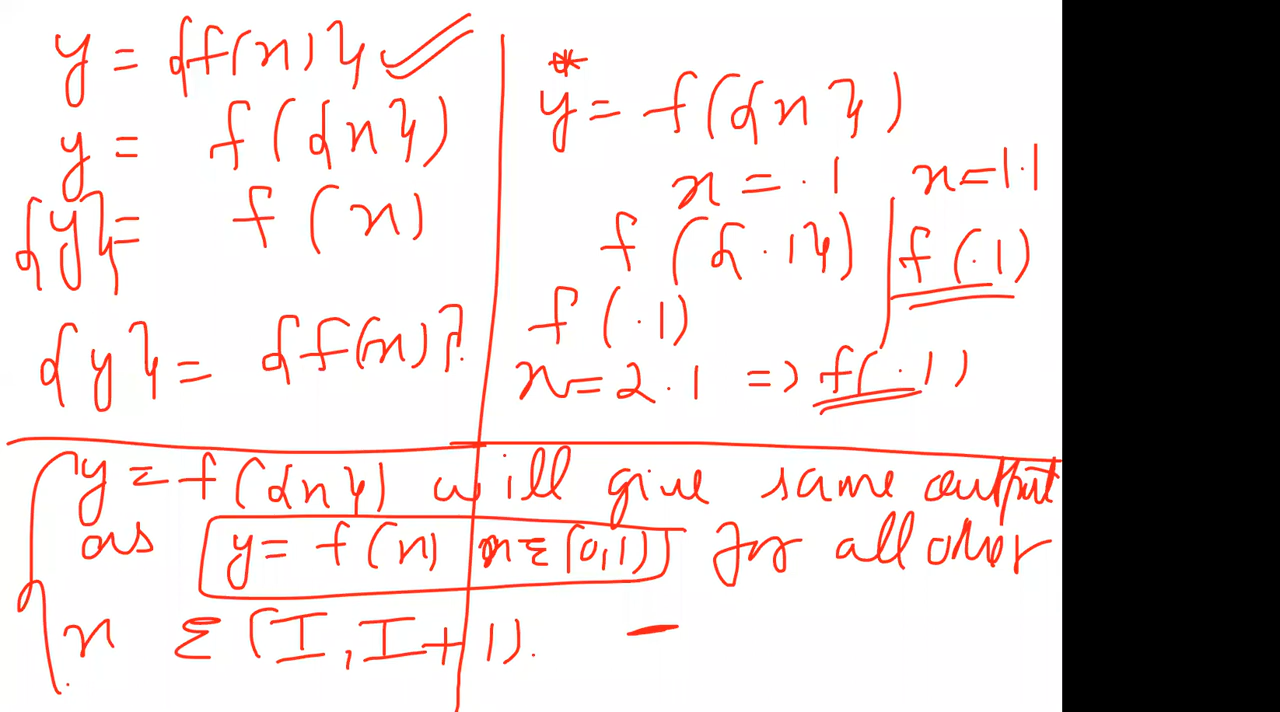 y = {f(x)}
y = f({x})
{y} = f(x)
{y} = {f(x)}
* y = f({x})
x = .1
x = 1.1
f({.1})
f(.1)
f(.1)
x = 2.1 => f(.1)
y = f({x}) will give same output
as y = f(x) x ∈ [0,1) for all other
x ∈ [I, I+1). -